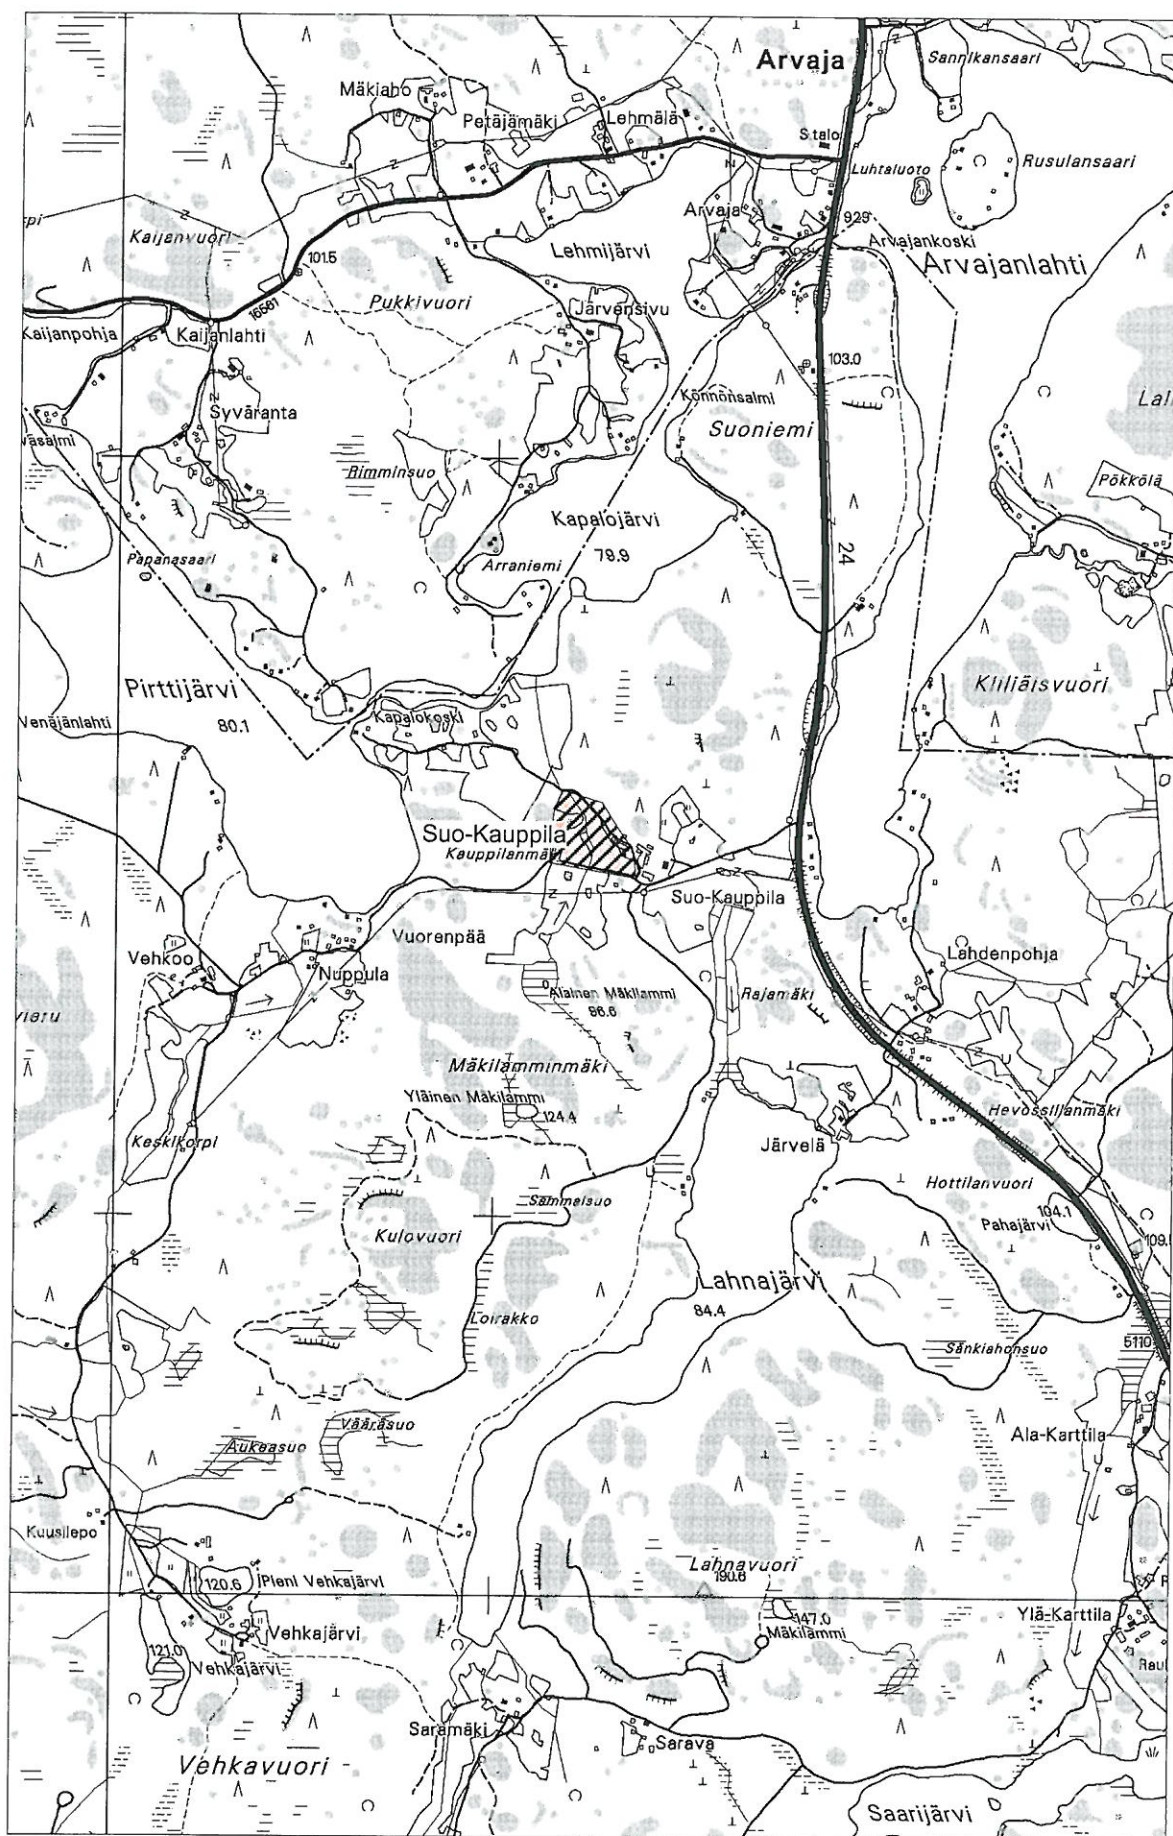 Arvaja
Sannikansaari
Mäkiaho
Petäjämäki
Lehmälä
S.talo
Rusulansaari
Luhtaluoto
Arvaja
929
Kaijanvuori
Arvajankoski
Lehmijärvi
Arvajanlahti
101.5
Pukkivuori
16581
Järvensivu
Kaijanpohja
Kaijanlahti
103.0
Könnönsalmi
Syväranta
Suoniemi
Rimminsuo
Pökkölä
Kapalojärvi
79.9
24
Papanasaari
Arraniemi
Pirttijärvi
80.1
Kiiliäisvuori
Venäjänlahti
Kapalokoski
Suo-Kauppila
Suo-Kauppila
Vuorenpää
Vehkoo
Nuppula
Lahdenpohja
Alainen Mäkilammi
86.6
Rajamäki
Mäkilamminmäki
Yläinen Mäkilammi
124.4
Hevossillanmäki
Keskikorpi
Järvelä
Hottilanvuori
Sammalsuo
104.1
Pahajärvi
Kulovuori
Lahnajärvi
84.4
Loirakko
5110
Sänkiahonsuo
Vääräsuo
Aukeasuo
Ala-Karttila
Kuusilepo
Lahnavuori
190.6
120.6
Pieni Vehkajärvi
147.0
Mäkilammi
Ylä-Karttila
Vehkajärvi
121.0
Vehkajärvi
Saramäki
Sarava
Vehkavuori
Saarijärvi